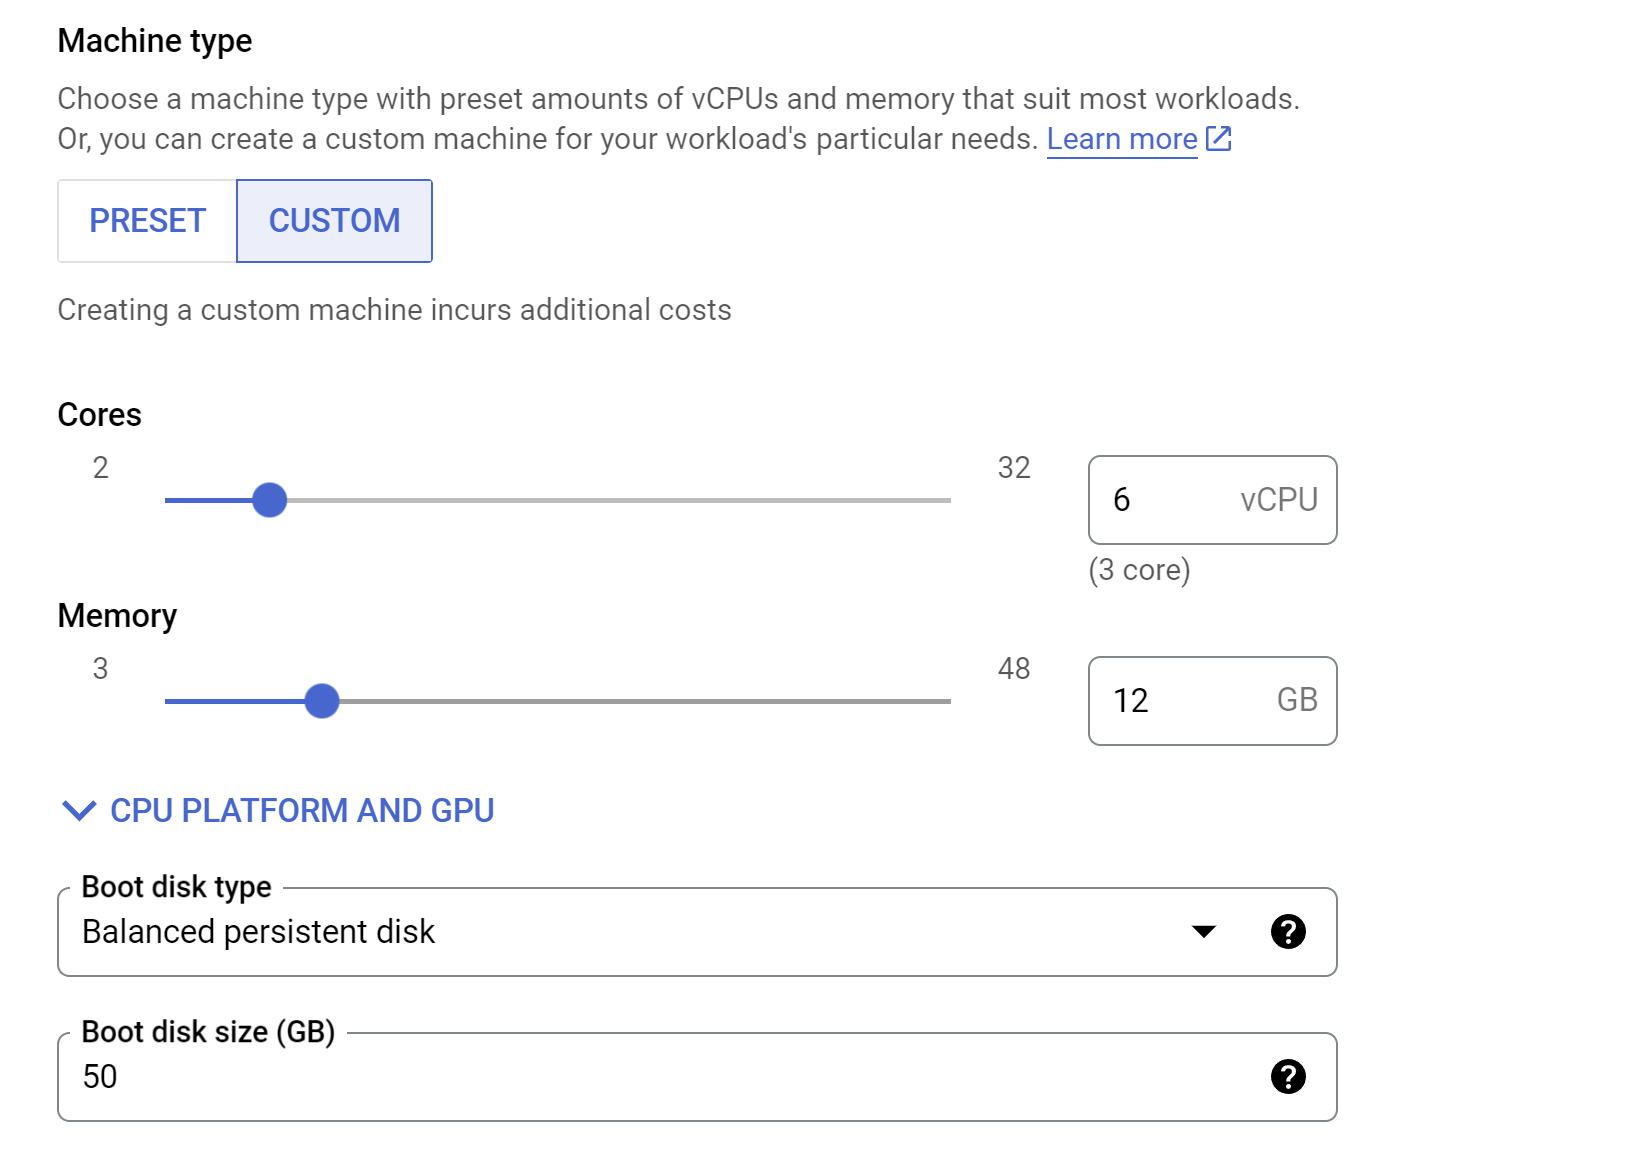 Machine type
Choose a machine type with preset amounts of vCPUs and memory that suit most workloads.
Or, you can create a custom machine for your workload's particular needs. Learn more
PRESET CUSTOM
Creating a custom machine incurs additional costs
Cores
2 32
6 vCPU
(3 core)
Memory
3 48
12 GB
CPU PLATFORM AND GPU
Boot disk type
Balanced persistent disk
Boot disk size (GB)
50